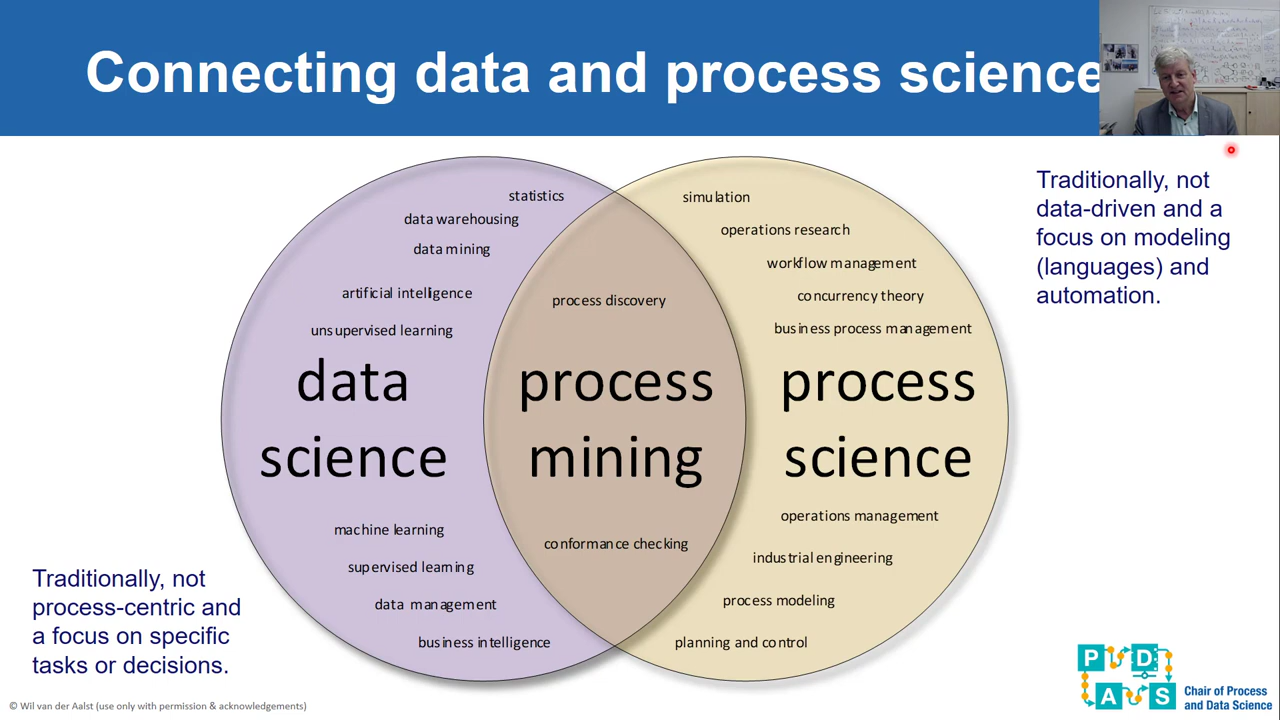 Connecting data and process science
Traditionally, not
data-driven and a
focus on modeling
(languages) and
automation.
statistics
data warehousing
data mining
artificial intelligence
unsupervised learning
data
science
machine learning
supervised learning
data management
business intelligence
process discovery
process
mining
conformance checking
simulation
operations research
workflow management
concurrency theory
business process management
process
science
operations management
industrial engineering
process modeling
planning and control
Traditionally, not
process-centric and
a focus on specific
tasks or decisions.
© Wil van der Aalst (use only with permission & acknowledgements)
P D
A S
Chair of Process
and Data Science